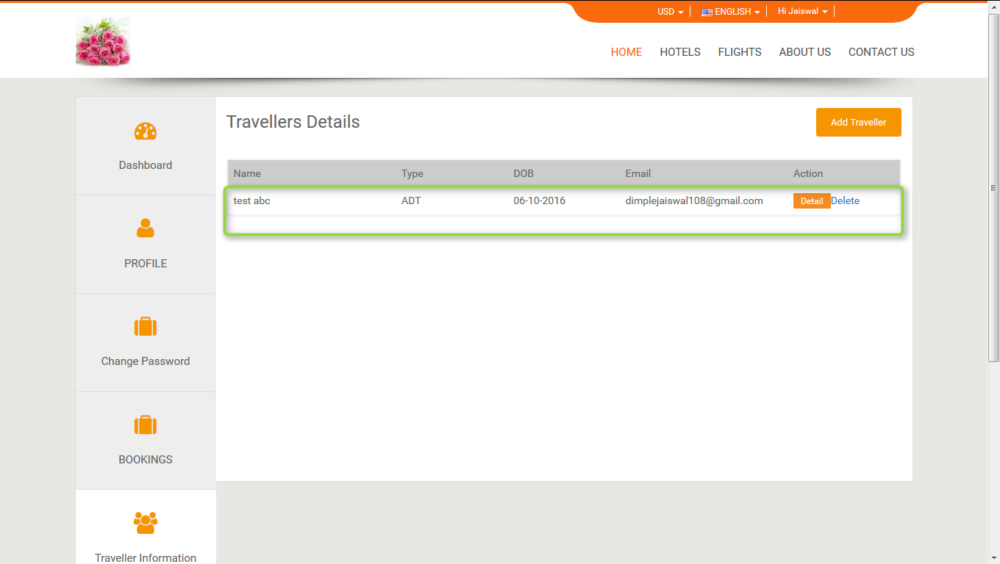 USD ENGLISH Hi Jaiswal
HOME HOTELS FLIGHTS ABOUT US CONTACT US
Dashboard
PROFILE
Change Password
BOOKINGS
Traveller Information
Travellers Details
Add Traveller
Name Type DOB Email Action
test abc ADT 06-10-2016 dimplejaiswal108@gmail.com Detail Delete